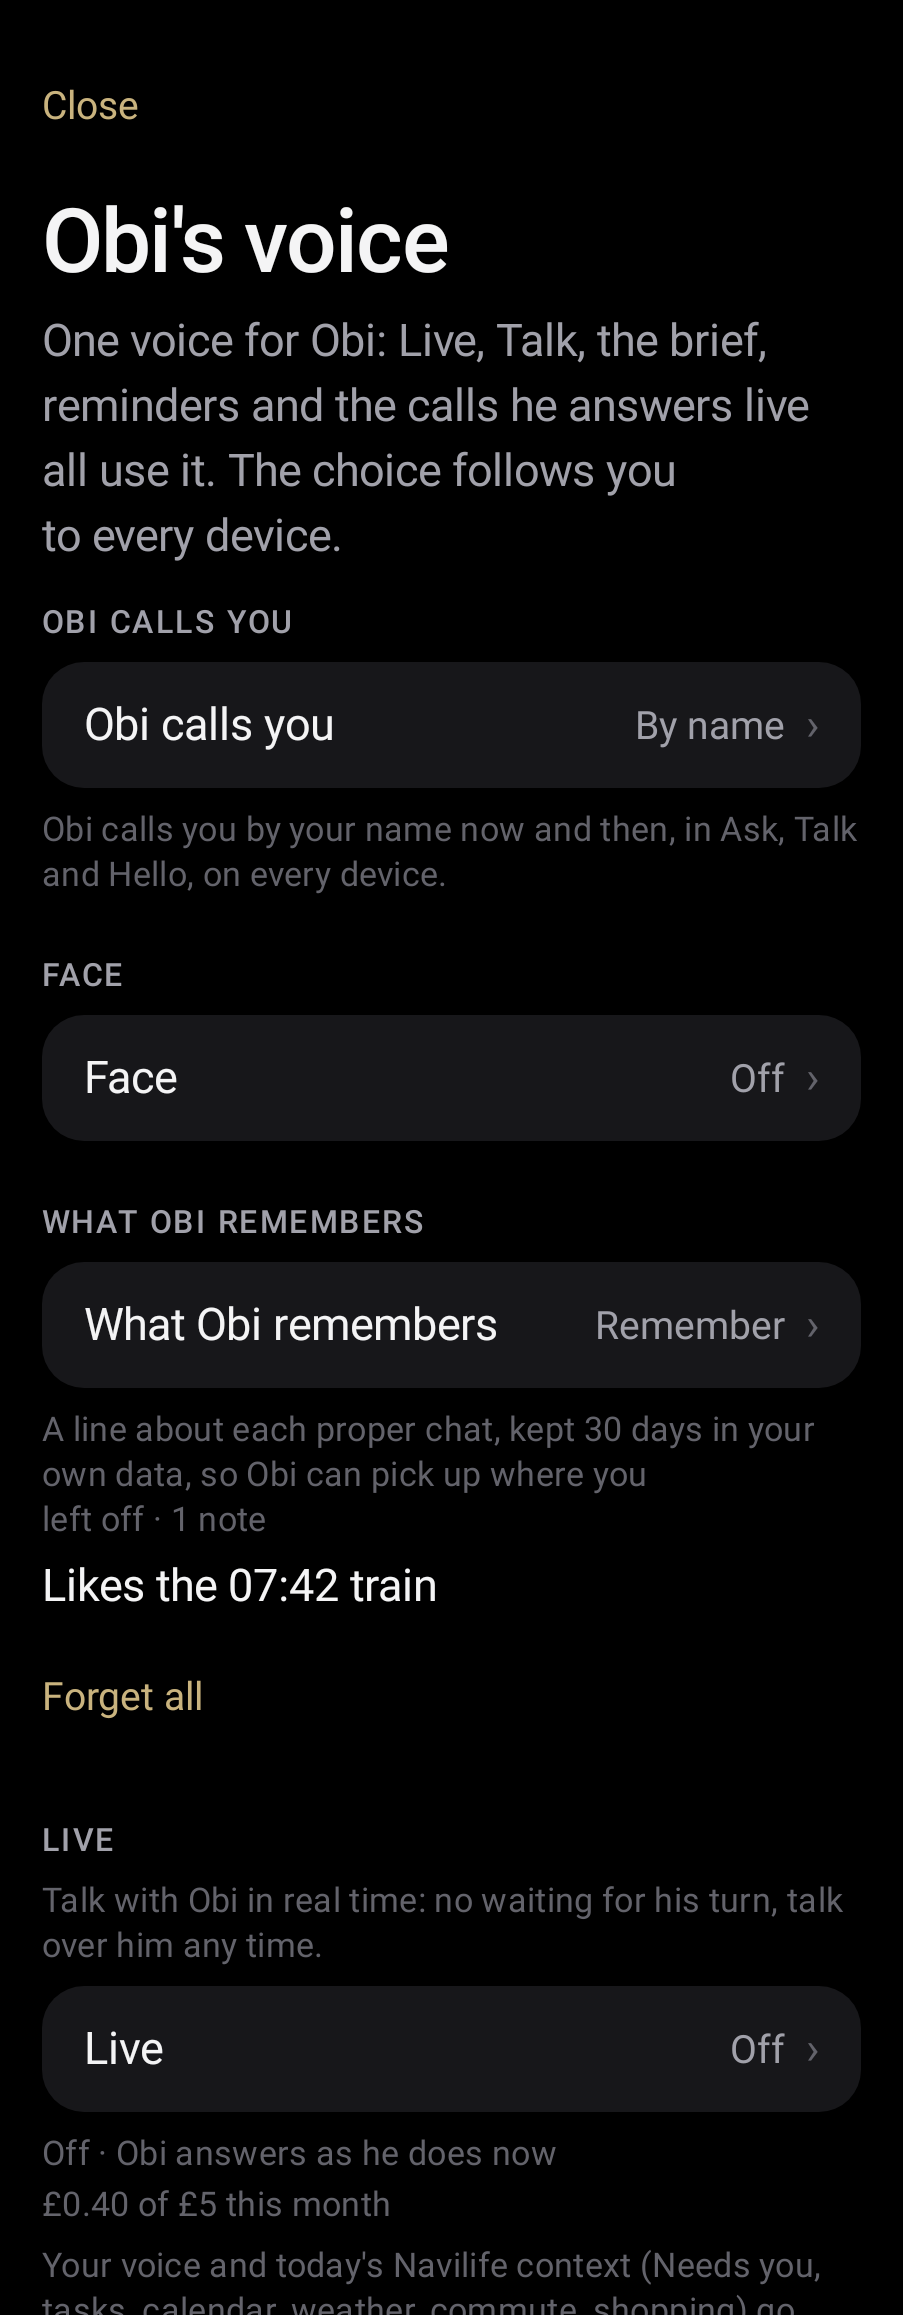 Close
Obi's voice
One voice for Obi: Live, Talk, the brief,
reminders and the calls he answers live
all use it. The choice follows you
to every device.
OBI CALLS YOU
Obi calls you By name ›
Obi calls you by your name now and then, in Ask, Talk
and Hello, on every device.
FACE
Face Off ›
WHAT OBI REMEMBERS
What Obi remembers Remember ›
A line about each proper chat, kept 30 days in your
own data, so Obi can pick up where you
left off · 1 note
Likes the 07:42 train
Forget all
LIVE
Talk with Obi in real time: no waiting for his turn, talk
over him any time.
Live Off ›
Off · Obi answers as he does now
£0.40 of £5 this month
Your voice and today's Navilife context (Needs you,
tasks, calendar, weather, commute, shopping) go